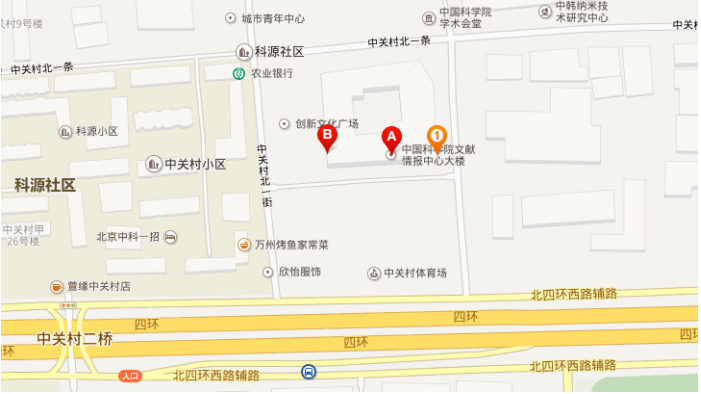 城市青年中心
中国科学院
学术会堂
中韩纳米技
术研究中心
村9号楼
科源社区
中关村北一条
中关村
中关村北一条
农业银行
创新文化广场
B
A
1
科源小区
中国科学院文献
情报中心大楼
中关村小区
中关村北一街
科源社区
中关村甲
26号楼
北京中科一招
万州烤鱼家常菜
欣怡服饰
中关村体育场
萱缘中关村店
北四环西路辅路
四环
四环
中关村二桥
四环
四环
环
入口
北四环西路辅路
北四环西路辅路